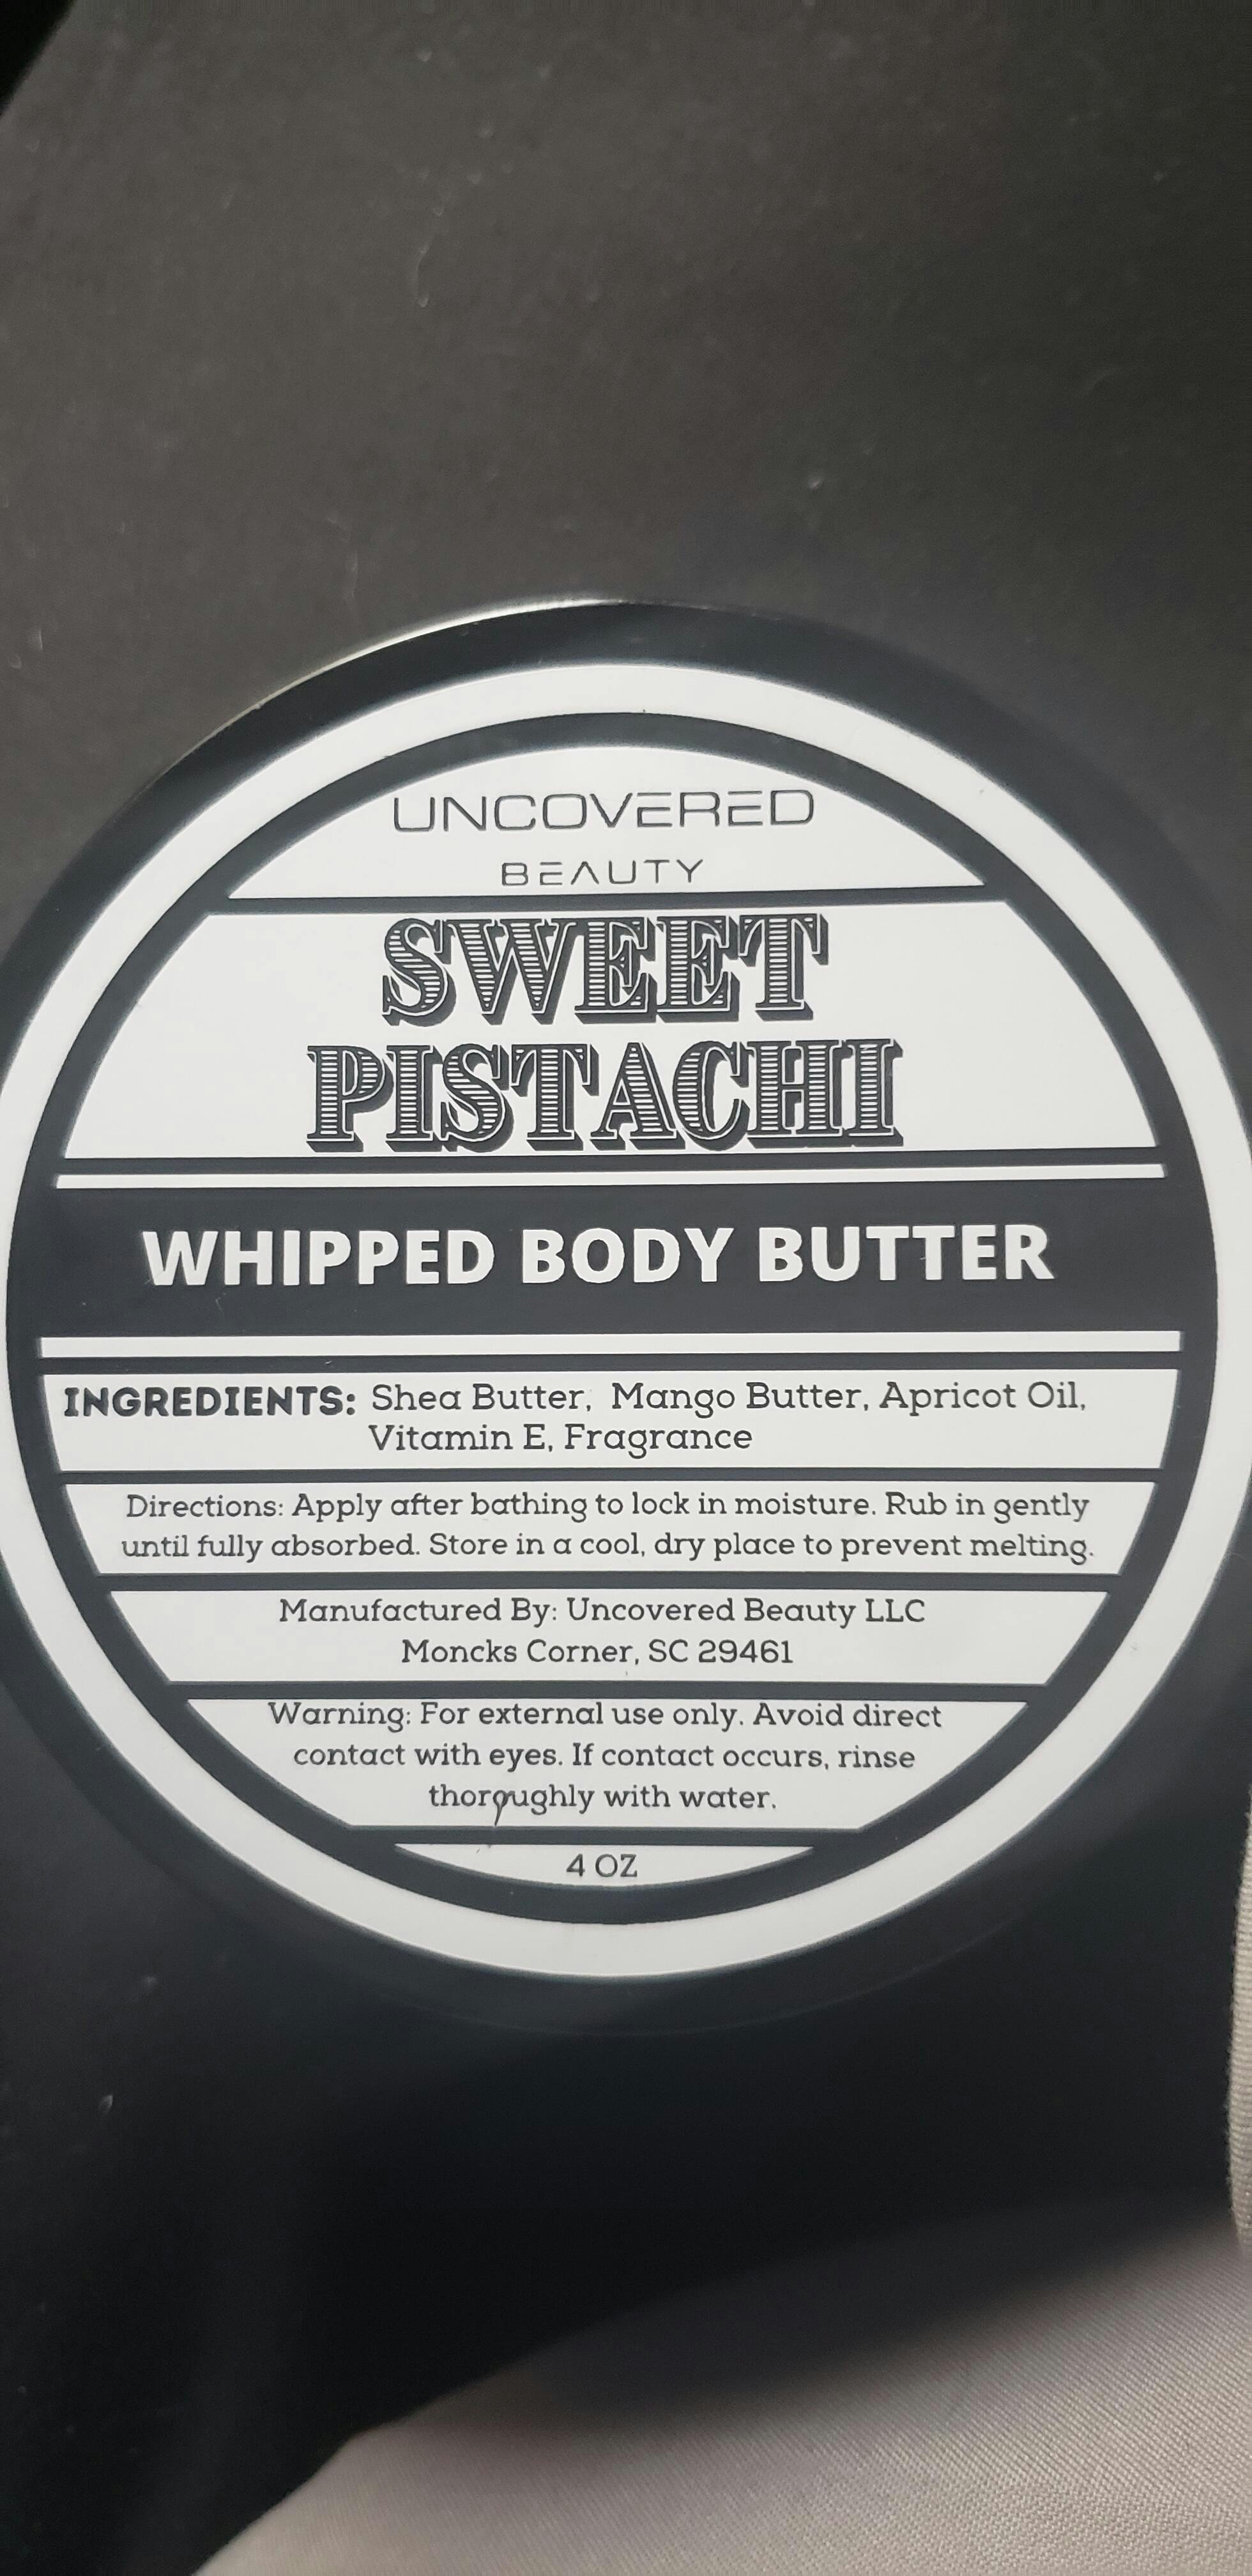 UNCOVERED
BEAUTY
SWEET
PISTACHI
WHIPPED BODY BUTTER
INGREDIENTS: Shea Butter, Mango Butter, Apricot Oil,
Vitamin E, Fragrance
Directions: Apply after bathing to lock in moisture. Rub in gently
until fully absorbed. Store in a cool, dry place to prevent melting.
Manufactured By: Uncovered Beauty LLC
Moncks Corner, SC 29461
Warning: For external use only. Avoid direct
contact with eyes. If contact occurs, rinse
thoroughly with water.
4 OZ